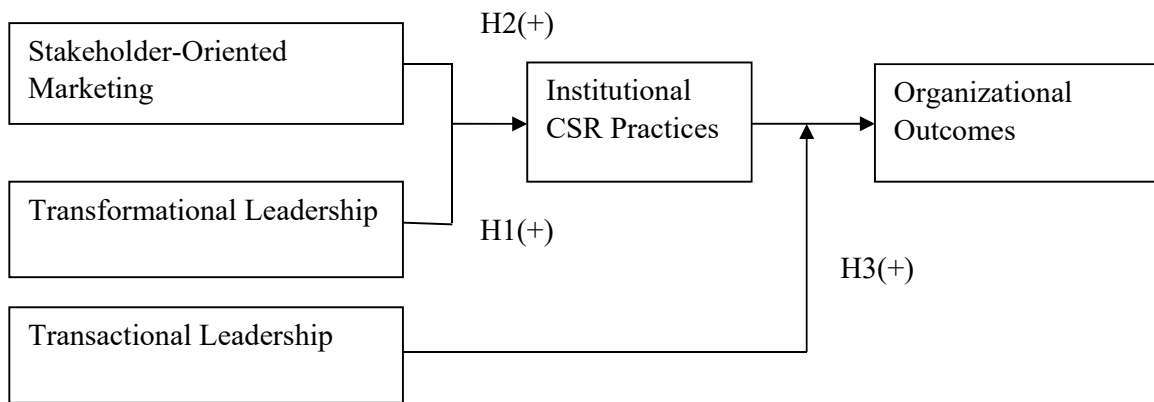 H2(+)
Stakeholder-Oriented
Marketing
Institutional
CSR Practices
Organizational
Outcomes
Transformational Leadership
H1(+)
H3(+)
Transactional Leadership